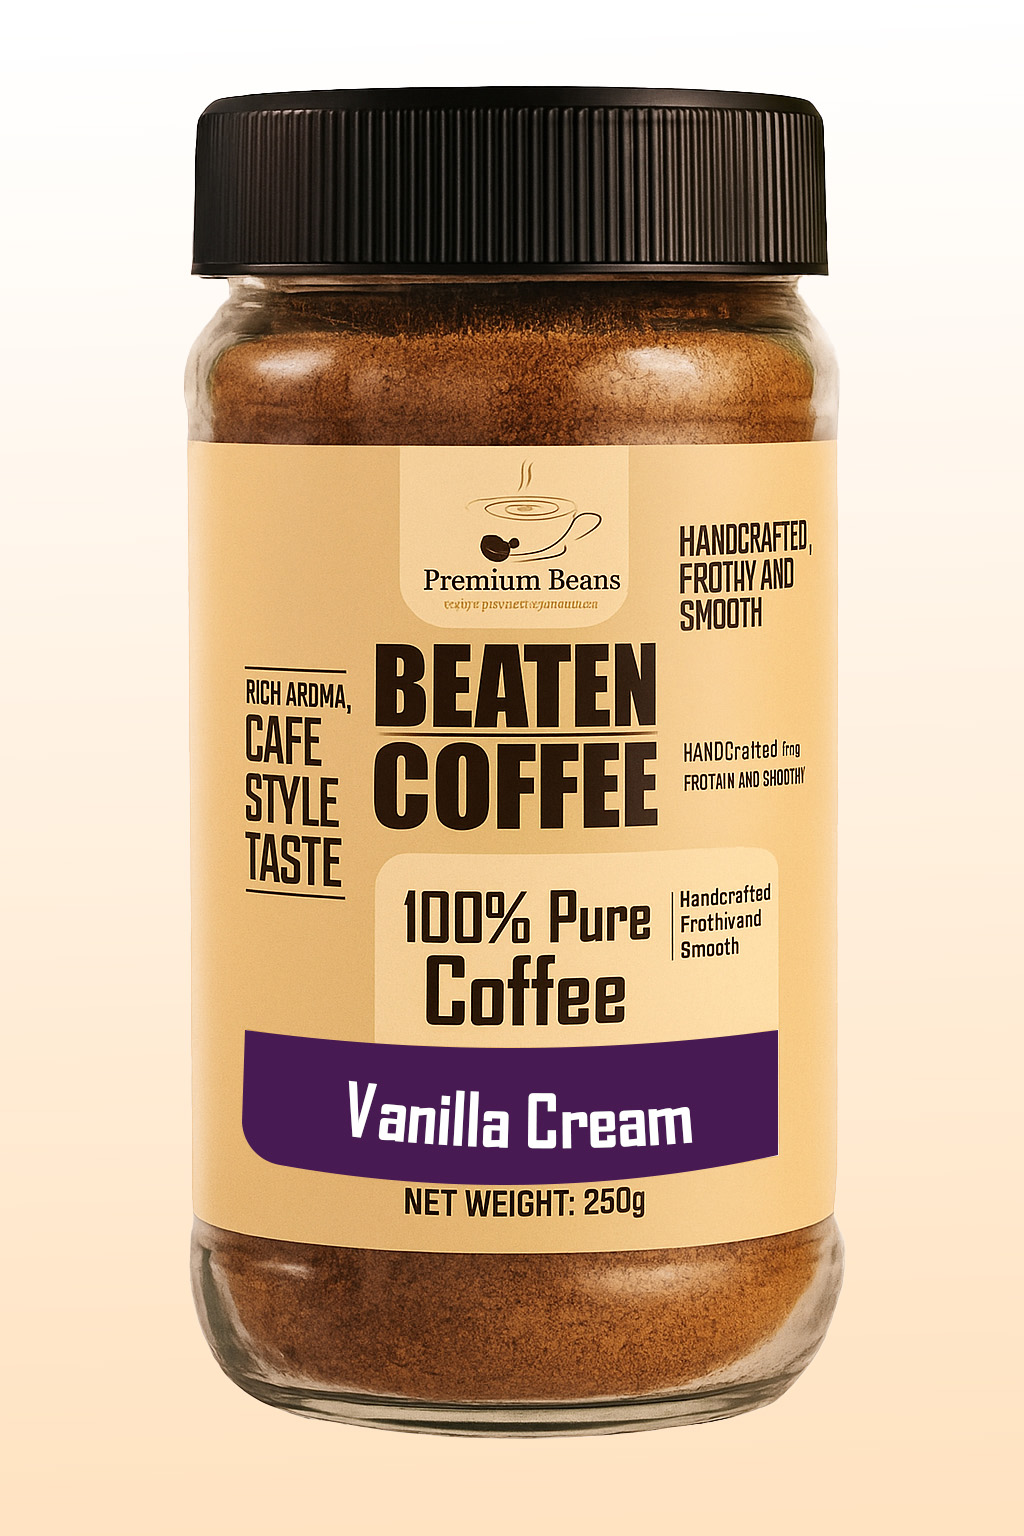 Premium Beans
HANDCRAFTED,
FROTHY AND
SMOOTH
BEATEN
COFFEE
RICH ARDMA,
CAFE
STYLE
TASTE
HANDCralted frng
FROTAIN AND SHOOTHY
100% Pure
Coffee
Handcrafted
Frothivand
Smooth
Vanilla Cream
NET WEIGHT: 250g